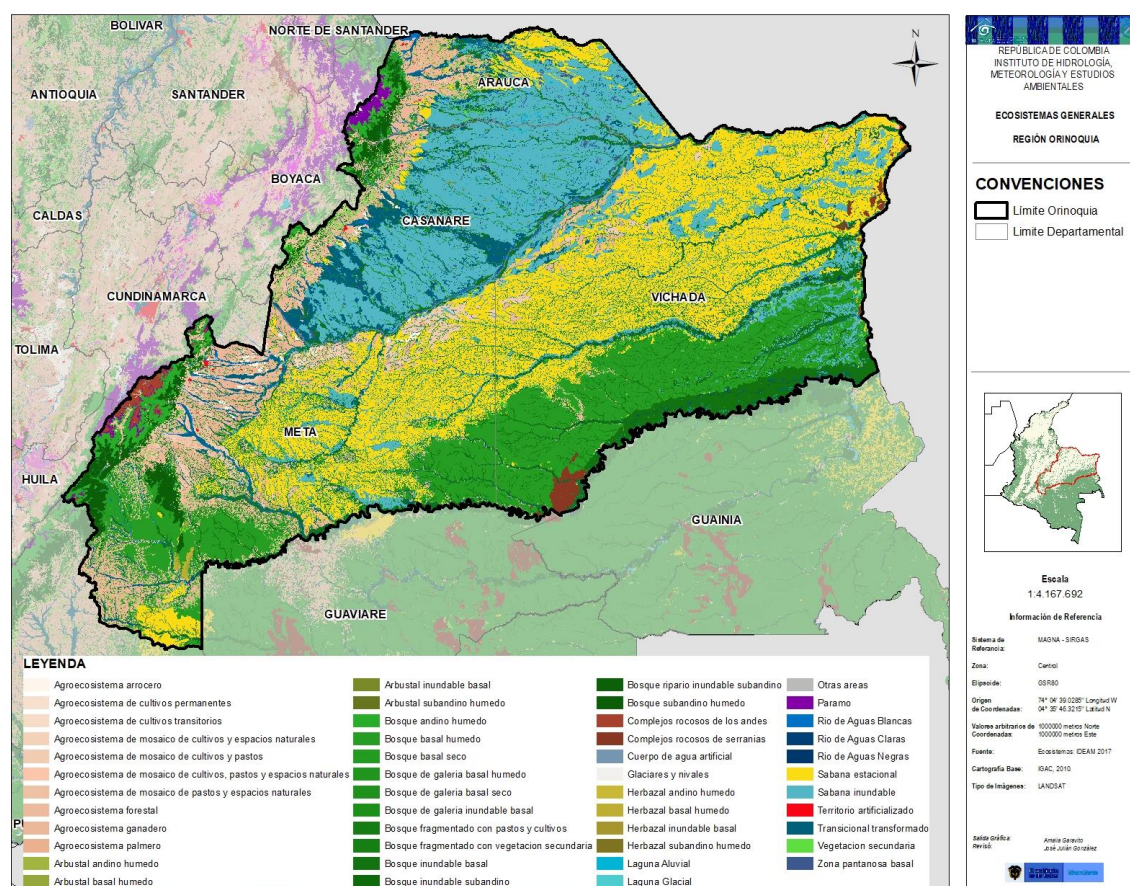 BOLIVAR
NORTE DE SANTANDER
N
ANTIOQUIA
SANTANDER
ARAUCA
BOYACA
CALDAS
CASANARE
CUNDINAMARCA
VICHADA
TOLIMA
META
HUILA
GUAINIA
GUAVIARE
LEYENDA
Agroecosistema arrocero
Agroecosistema de cultivos permanentes
Agroecosistema de cultivos transitorios
Agroecosistema de mosaico de cultivos y espacios naturales
Agroecosistema de mosaico de cultivos y pastos
Agroecosistema de mosaico de cultivos, pastos y espacios naturales
Agroecosistema de mosaico de pastos y espacios naturales
Agroecosistema forestal
Agroecosistema ganadero
Agroecosistema palmero
Arbustal andino humedo
Arbustal basal humedo
Arbustal inundable basal
Arbustal subandino humedo
Bosque andino humedo
Bosque basal humedo
Bosque basal seco
Bosque de galeria basal humedo
Bosque de galeria basal seco
Bosque de galeria inundable basal
Bosque fragmentado con pastos y cultivos
Bosque fragmentado con vegetacion secundaria
Bosque inundable basal
Bosque inundable subandino
Bosque ripario inundable subandino
Bosque subandino humedo
Complejos rocosos de los andes
Complejos rocosos de serranias
Cuerpo de agua artificial
Glaciares y nivales
Herbazal andino humedo
Herbazal basal humedo
Herbazal inundable basal
Herbazal subandino humedo
Laguna Aluvial
Laguna Glacial
Otras areas
Paramo
Rio de Aguas Blancas
Rio de Aguas Claras
Rio de Aguas Negras
Sabana estacional
Sabana inundable
Territorio artificializado
Transicional transformado
Vegetacion secundaria
Zona pantanosa basal
REPÚBLICA DE COLOMBIA
INSTITUTO DE HIDROLOGÍA,
METEOROLOGÍA Y ESTUDIOS
AMBIENTALES
ECOSISTEMAS GENERALES
REGIÓN ORINOQUIA
CONVENCIONES
Límite Orinoquia
Limite Departamental
Escala
1:4.167.692
Información de Referencia
Sistema de Referencia: MAGNA - SIRGAS
Zona: Central
Elipsoide: GSR80
Origen de Coordenadas: 74° 04' 39.0285" Longitud W
04° 35' 46.3215" Latitud N
Valores arbitrarios de Coordenadas: 1000000 metros Norte
1000000 metros Este
Fuente: Ecosistemas: IDEAM 2017
Cartografía Base: IGAC, 2010
Tipo de Imágenes: LANDSAT
Salida Gráfica: Amalia Garavito
Revisó: José Julián González